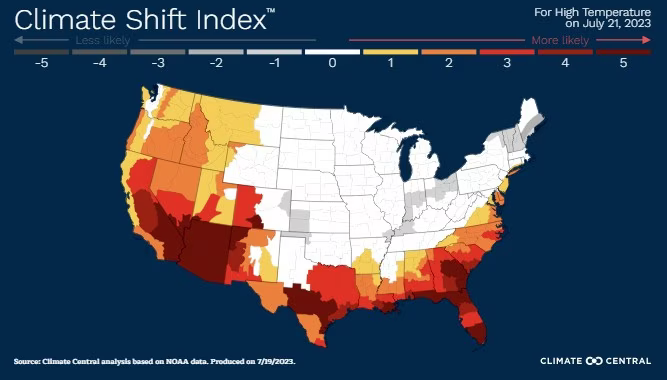 Climate Shift Index™
For High Temperature
on July 21, 2023
Less likely
More likely
-5 -4 -3 -2 -1 0 1 2 3 4 5
Source: Climate Central analysis based on NOAA data. Produced on 7/19/2023.
CLIMATE CENTRAL